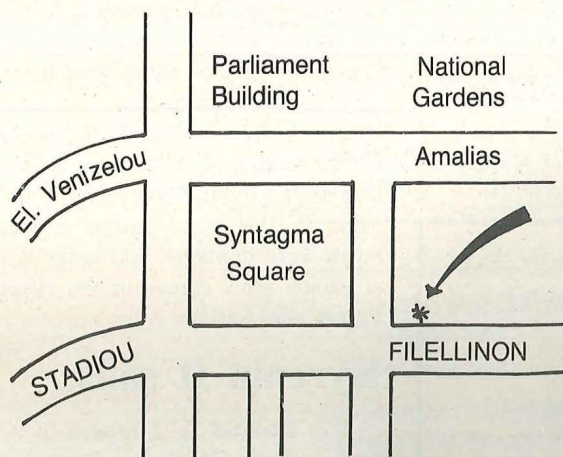 Parliament
Building
National
Gardens
Amalias
El. Venizelou
Syntagma
Square
*
STADIOU
FILELLINON